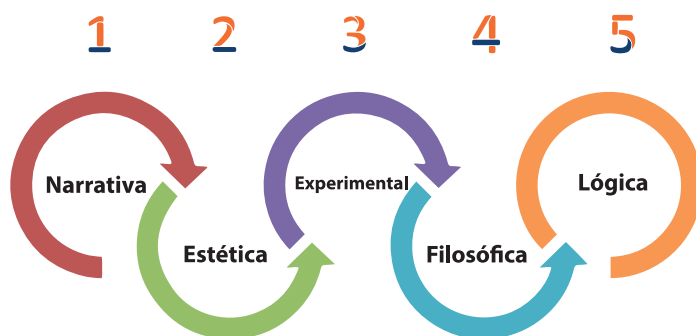 1 2 3 4 5
Narrativa
Estética
Experimental
Filosófica
Lógica